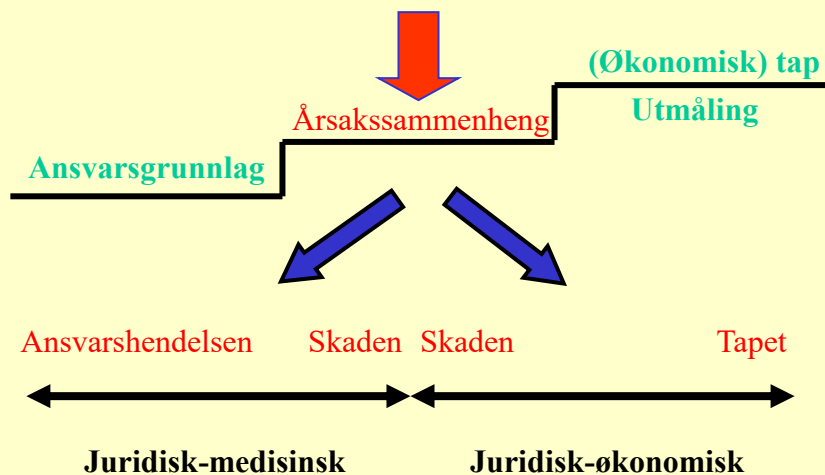 (Økonomisk) tap
Årsakssammenheng
Utmåling
Ansvarsgrunnlag
Ansvarshendelsen Skaden Skaden Tapet
Juridisk-medisinsk Juridisk-økonomisk